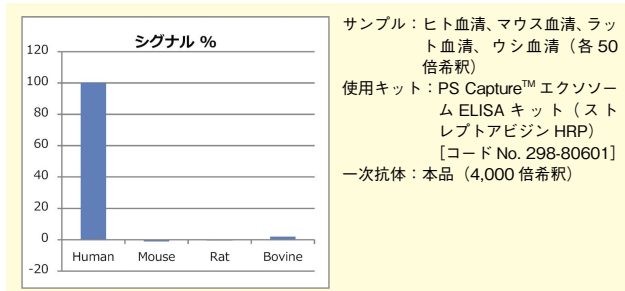 シグナル %
120
100
80
60
40
20
0
-20
Human Mouse Rat Bovine
サンプル：ヒト血清、マウス血清、ラッ
ト血清、ウシ血清（各 50
倍希釈）
使用キット：PS Capture™ エクソソー
ム ELISA キット（スト
レプトアビジン HRP）
［コード No. 298-80601］
一次抗体：本品（4,000 倍希釈）